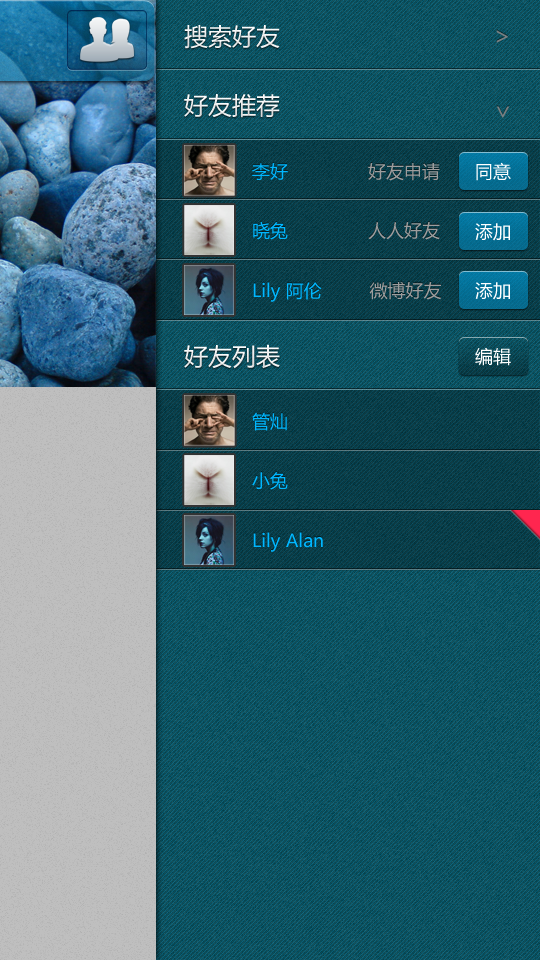 搜索好友 >
好友推荐
李好 好友申请 同意
晓兔 人人好友 添加
Lily 阿伦 微博好友 添加
好友列表 编辑
管灿
小兔
Lily Alan